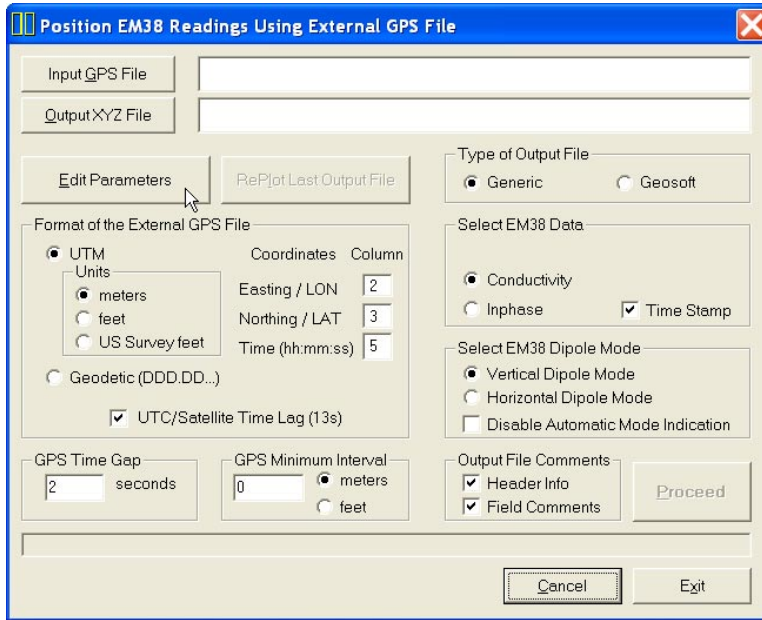 Position EM38 Readings Using External GPS File
Input GPS File
Output XYZ File
Edit Parameters
RePlot Last Output File
Type of Output File
Generic
Geosoft
Format of the External GPS File
UTM
Coordinates Column
Units
meters
feet
US Survey feet
Easting / LON 2
Northing / LAT 3
Time (hh:mm:ss) 5
Geodetic (DDD.DD...)
UTC/Satellite Time Lag (13s)
Select EM38 Data
Conductivity
Inphase
Time Stamp
Select EM38 Dipole Mode
Vertical Dipole Mode
Horizontal Dipole Mode
Disable Automatic Mode Indication
GPS Time Gap
2 seconds
GPS Minimum Interval
0 meters
feet
Output File Comments
Header Info
Field Comments
Proceed
Cancel
Exit